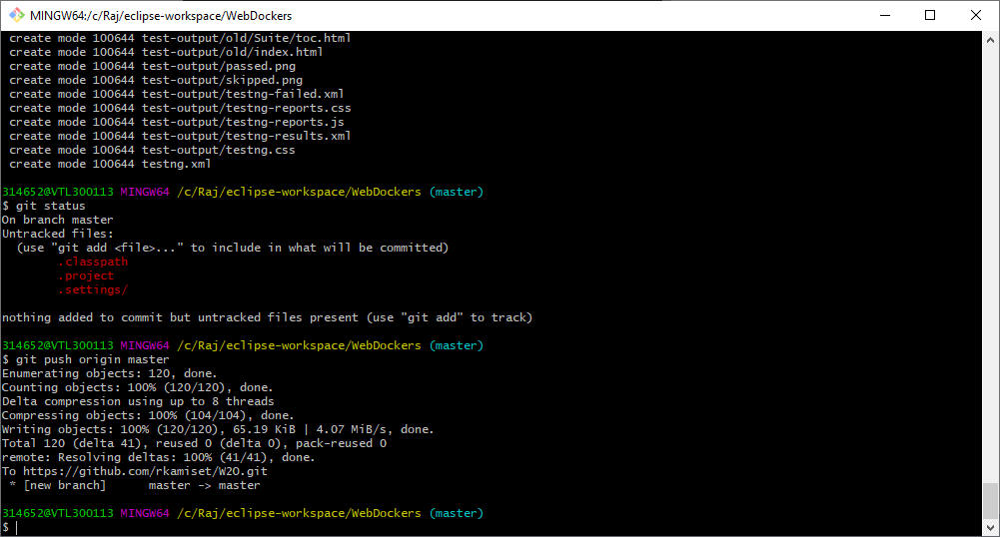 MINGW64:/c/Raj/eclipse-workspace/WebDockers
create mode 100644 test-output/old/Suite/toc.html
create mode 100644 test-output/old/index.html
create mode 100644 test-output/passed.png
create mode 100644 test-output/skipped.png
create mode 100644 test-output/testng-failed.xml
create mode 100644 test-output/testng-reports.css
create mode 100644 test-output/testng-reports.js
create mode 100644 test-output/testng-results.xml
create mode 100644 test-output/testng.css
create mode 100644 testng.xml
314652@VTL300113 MINGW64 /c/Raj/eclipse-workspace/WebDockers (master)
$ git status
On branch master
Untracked files:
(use "git add <file>..." to include in what will be committed)
.classpath
.project
.settings/
nothing added to commit but untracked files present (use "git add" to track)
314652@VTL300113 MINGW64 /c/Raj/eclipse-workspace/WebDockers (master)
$ git push origin master
Enumerating objects: 120, done.
Counting objects: 100% (120/120), done.
Delta compression using up to 8 threads
Compressing objects: 100% (104/104), done.
Writing objects: 100% (120/120), 65.19 KiB | 4.07 MiB/s, done.
Total 120 (delta 41), reused 0 (delta 0), pack-reused 0
remote: Resolving deltas: 100% (41/41), done.
To https://github.com/rkamiset/W2O.git
* [new branch]      master -> master
314652@VTL300113 MINGW64 /c/Raj/eclipse-workspace/WebDockers (master)
$